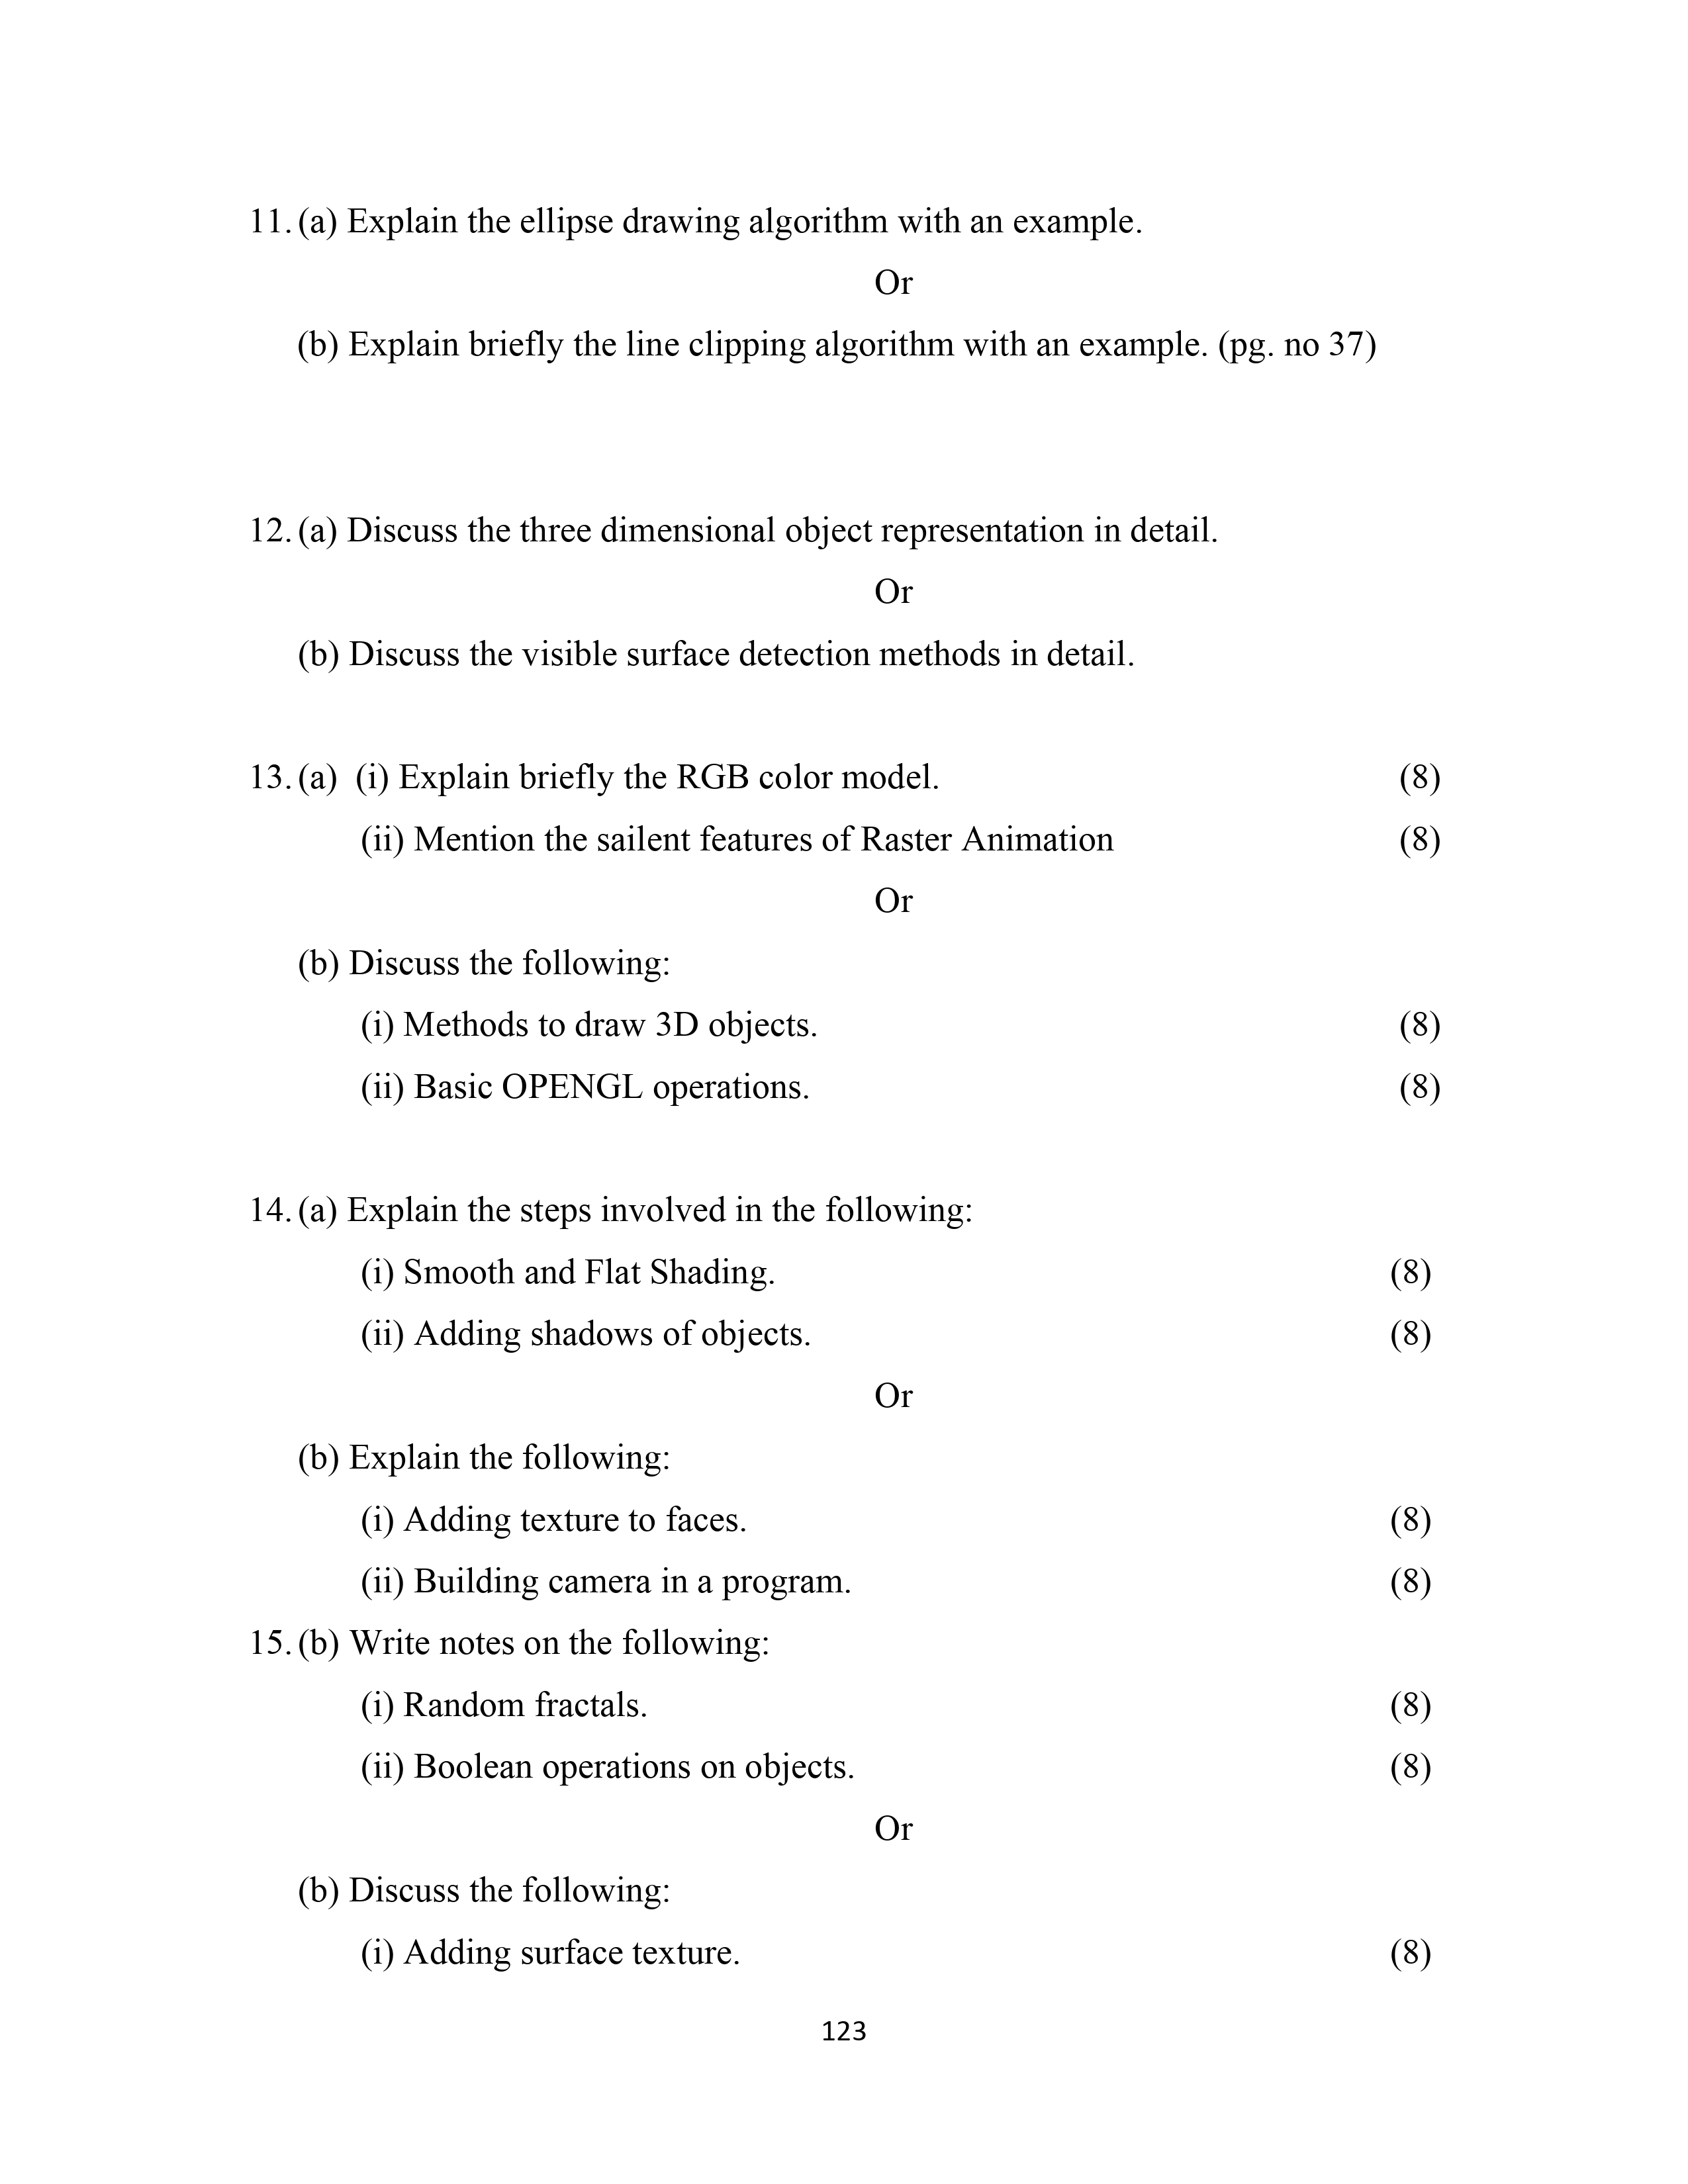 11. (a) Explain the ellipse drawing algorithm with an example.
Or
(b) Explain briefly the line clipping algorithm with an example. (pg. no 37)
12. (a) Discuss the three dimensional object representation in detail.
Or
(b) Discuss the visible surface detection methods in detail.
13. (a) (i) Explain briefly the RGB color model. (8)
(ii) Mention the sailent features of Raster Animation (8)
Or
(b) Discuss the following:
(i) Methods to draw 3D objects. (8)
(ii) Basic OPENGL operations. (8)
14. (a) Explain the steps involved in the following:
(i) Smooth and Flat Shading. (8)
(ii) Adding shadows of objects. (8)
Or
(b) Explain the following:
(i) Adding texture to faces. (8)
(ii) Building camera in a program. (8)
15. (b) Write notes on the following:
(i) Random fractals. (8)
(ii) Boolean operations on objects. (8)
Or
(b) Discuss the following:
(i) Adding surface texture. (8)
123